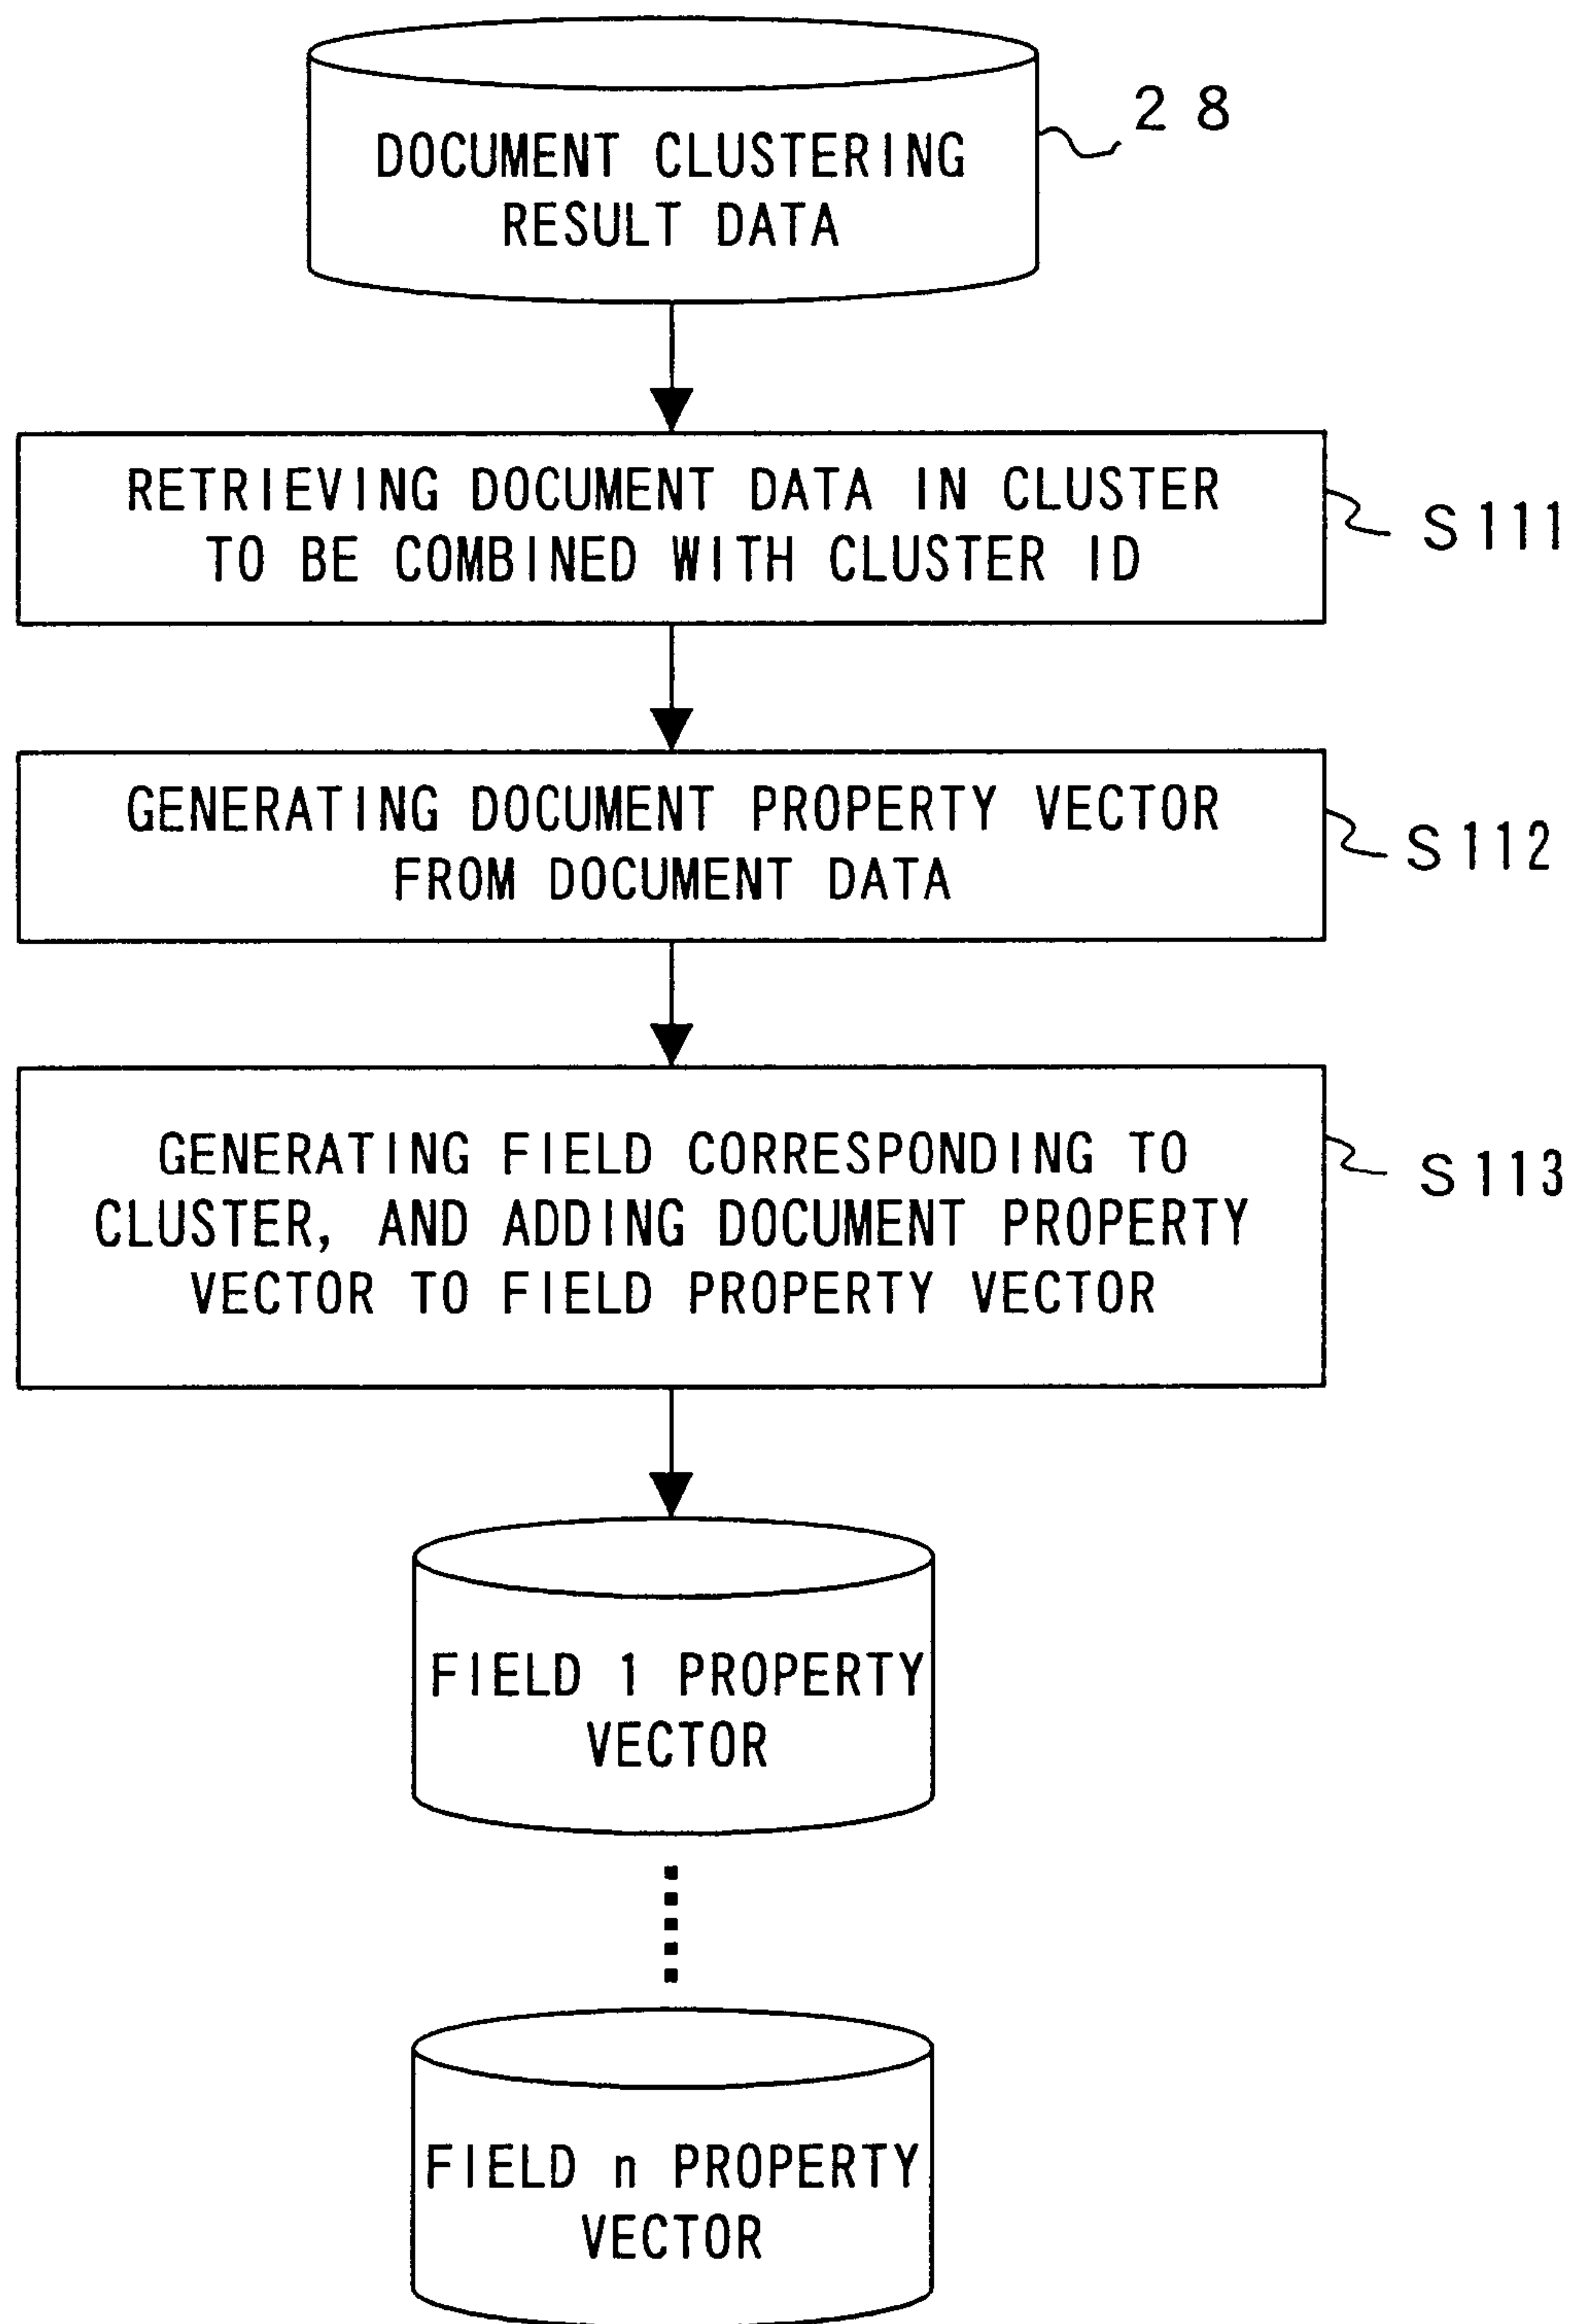 DOCUMENT CLUSTERING
RESULT DATA
28
RETRIEVING DOCUMENT DATA IN CLUSTER
TO BE COMBINED WITH CLUSTER ID
S111
GENERATING DOCUMENT PROPERTY VECTOR
FROM DOCUMENT DATA
S112
GENERATING FIELD CORRESPONDING TO
CLUSTER, AND ADDING DOCUMENT PROPERTY
VECTOR TO FIELD PROPERTY VECTOR
S113
FIELD 1 PROPERTY
VECTOR
FIELD n PROPERTY
VECTOR